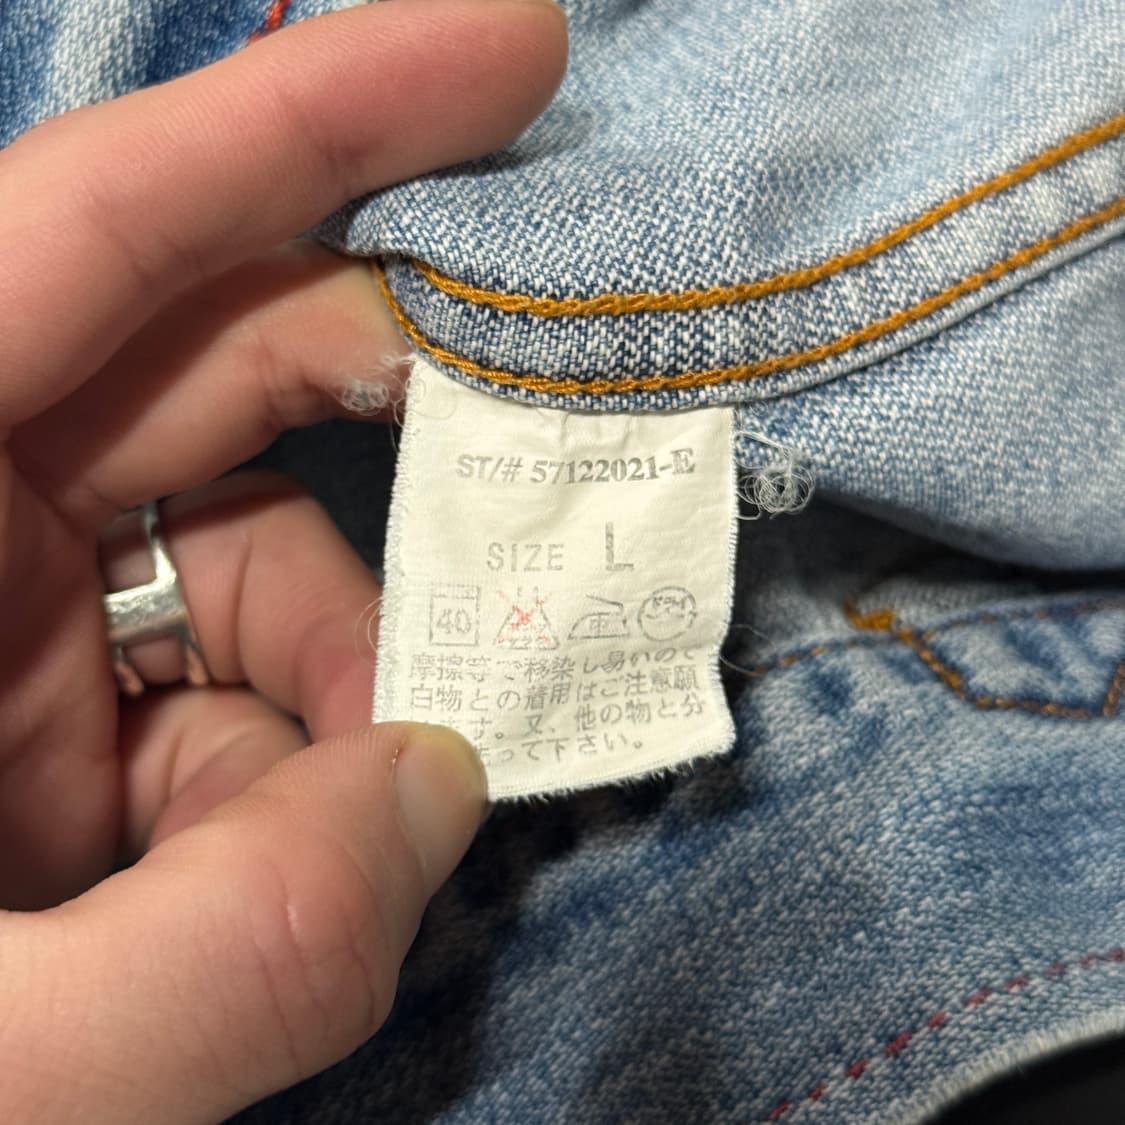 ST/# 57122021-E
SIZE L
40
摩擦等で移染し易いので
白物との着用はご注意願
ます。又、他の物と分
洗って下さい。